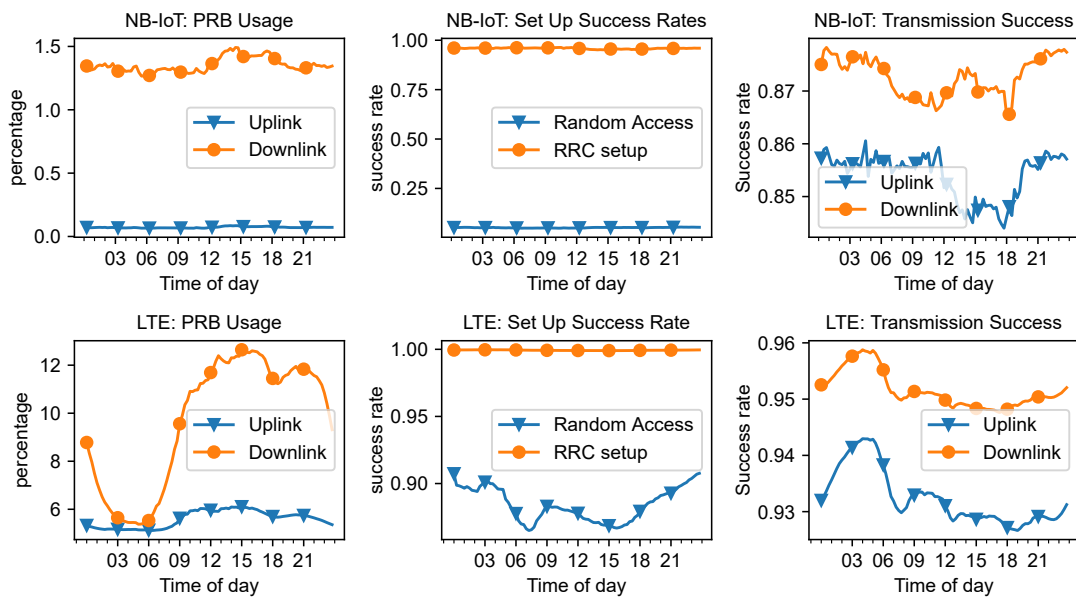 NB-IoT: PRB Usage
percentage
1.5
1.0
0.5
0.0
Uplink
Downlink
03 06 09 12 15 18 21
Time of day
NB-IoT: Set Up Success Rates
success rate
1.00
0.75
0.50
0.25
Random Access
RRC setup
03 06 09 12 15 18 21
Time of day
NB-IoT: Transmission Success
Success rate
0.87
0.86
0.85
Uplink
Downlink
03 06 09 12 15 18 21
Time of day
LTE: PRB Usage
percentage
12
10
8
6
Uplink
Downlink
03 06 09 12 15 18 21
Time of day
LTE: Set Up Success Rate
success rate
1.00
0.95
0.90
Random Access
RRC setup
03 06 09 12 15 18 21
Time of day
LTE: Transmission Success
Success rate
0.96
0.95
0.94
0.93
Uplink
Downlink
03 06 09 12 15 18 21
Time of day